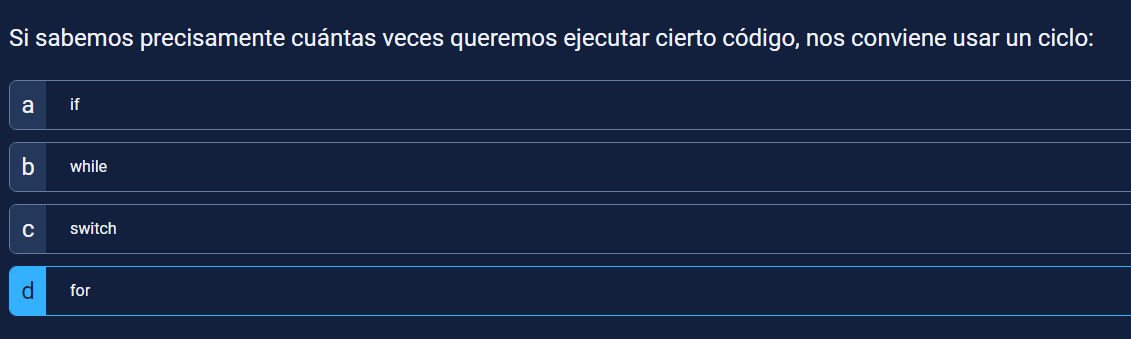 Si sabemos precisamente cuántas veces queremos ejecutar cierto código, nos conviene usar un ciclo:
a if
b while
c switch
d for